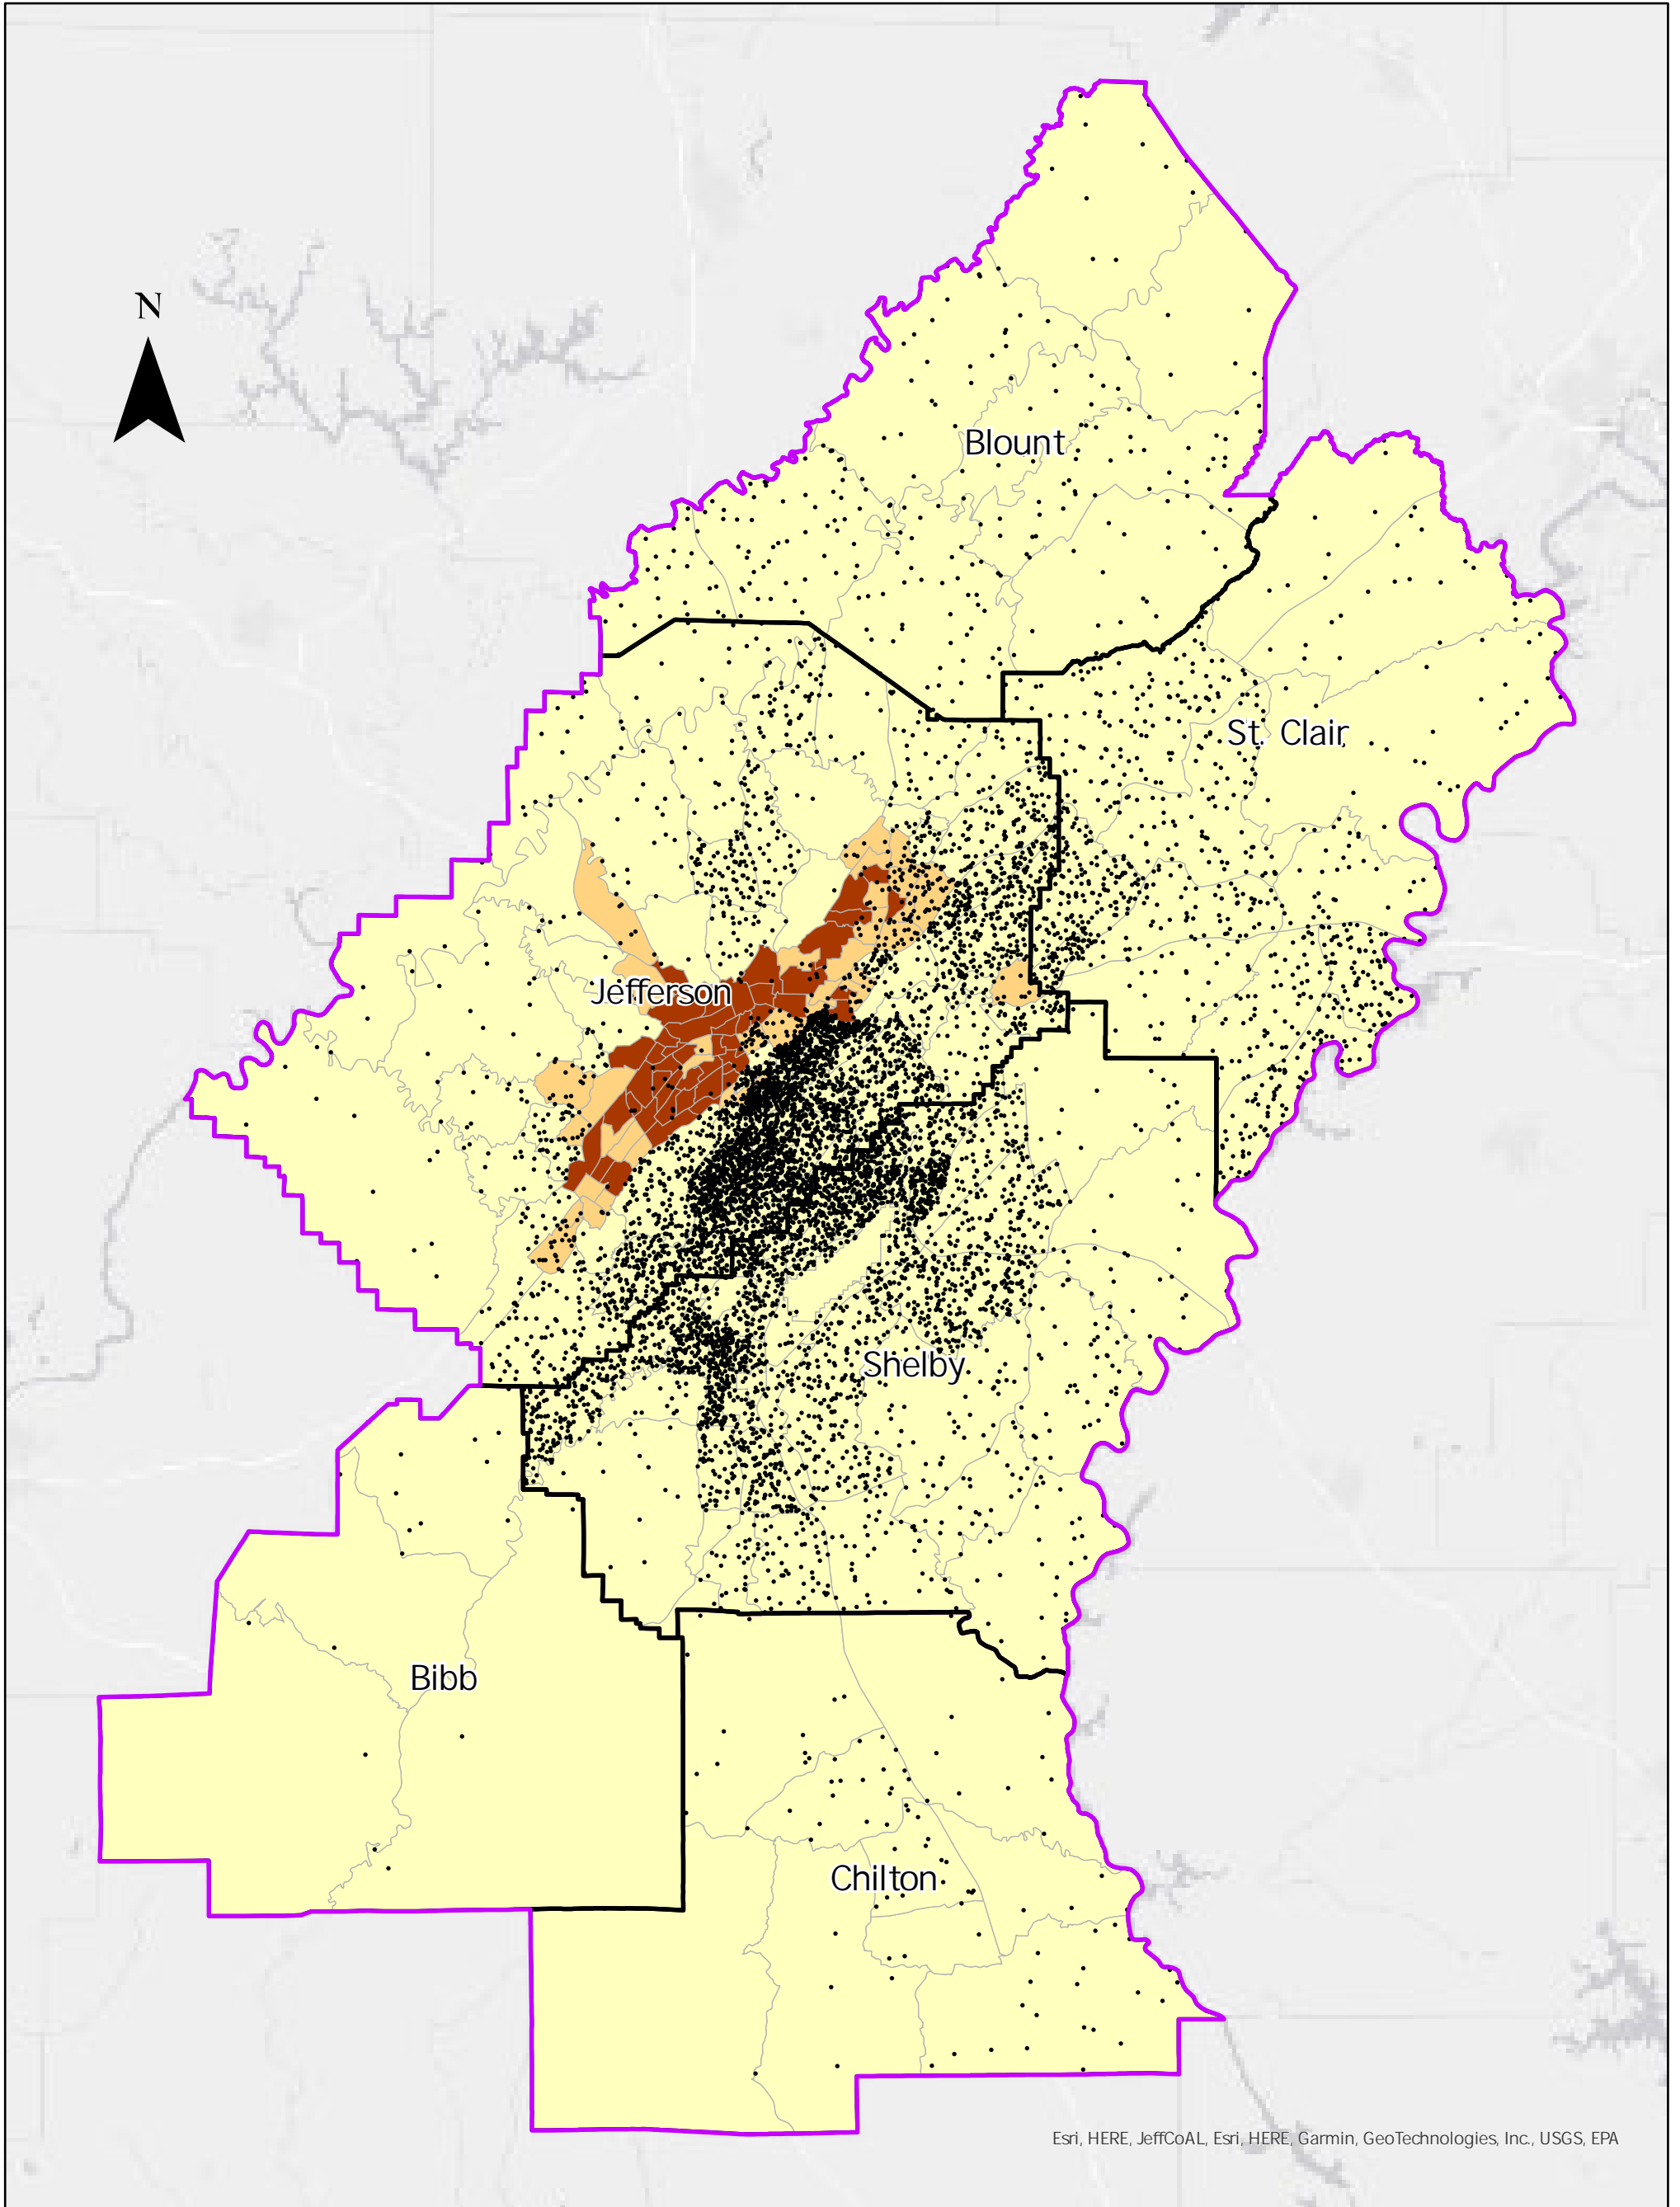 N
Blount
St. Clair
Jefferson
Shelby
Bibb
Chilton
Esri, HERE, JeffCoAL, Esri, HERE, Garmin, GeoTechnologies, Inc., USGS, EPA